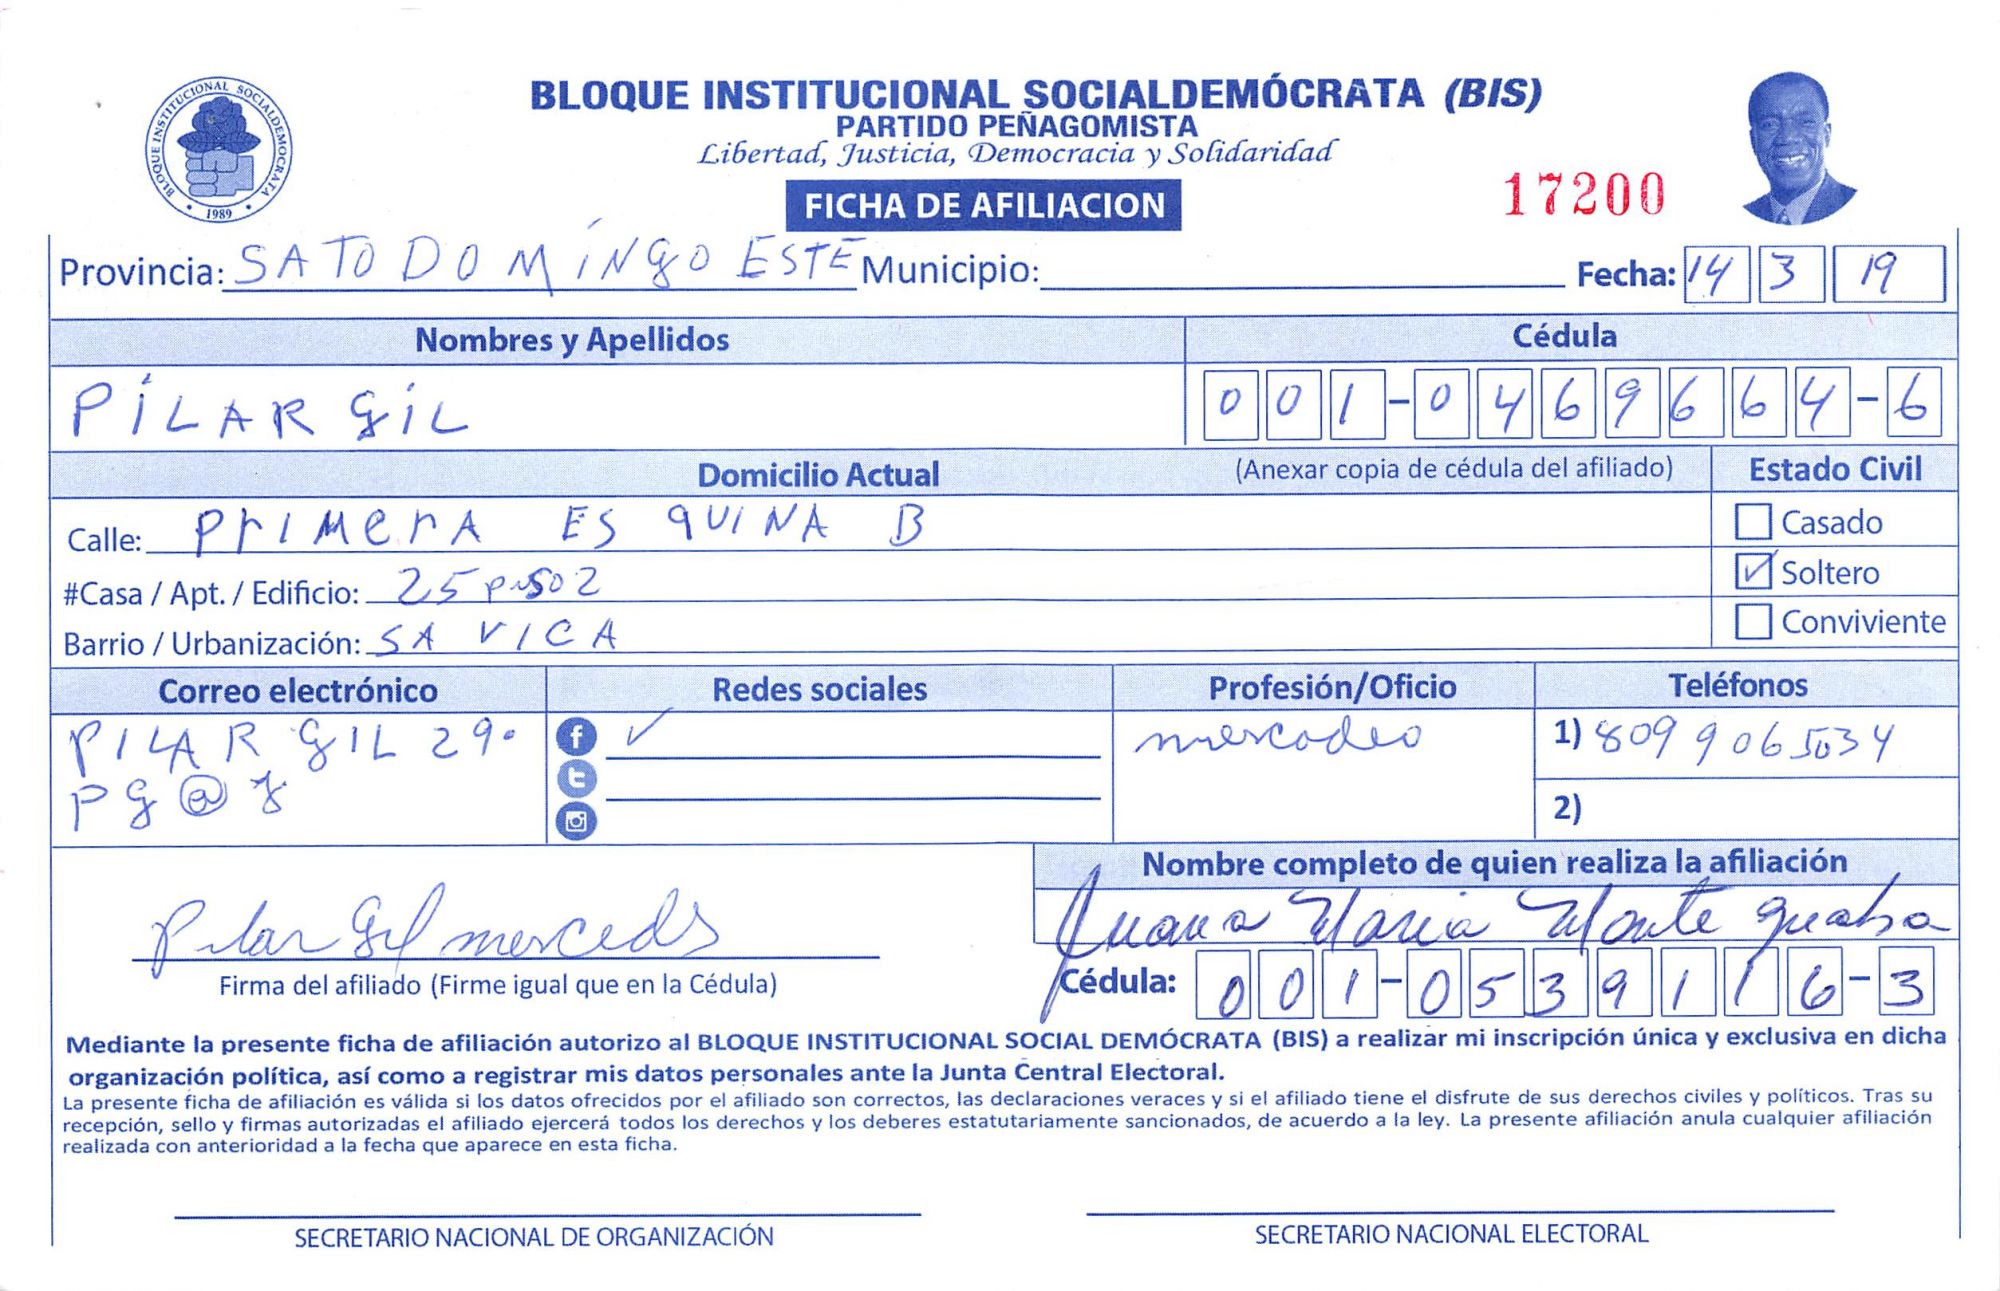 BLOQUE INSTITUCIONAL SOCIALDEMÓCRATA (BIS)
PARTIDO PEÑAGOMISTA
Libertad, Justicia, Democracia y Solidaridad
FICHA DE AFILIACION
17200
BLOQUE INSTITUCIONAL SOCIALDEMOCRATA
1989
Provincia: SATO DOMINGO ESTE Municipio: Fecha: 14 3 19
Nombres y Apellidos Cédula
PILAR GIL 001-0469664-6
Domicilio Actual (Anexar copia de cédula del afiliado) Estado Civil
Calle: PrIMerA ESQUINA B Casado
#Casa / Apt. / Edificio: 25 piso 2 Soltero
Barrio / Urbanización: SA VICA Conviviente
Correo electrónico Redes sociales Profesión/Oficio Teléfonos
PILAR GIL 29. mercadeo 1) 809 906 5034
PG@ 2)
Nombre completo de quien realiza la afiliación
Pilar Gil merceds Juana Maria Monte
Firma del afiliado (Firme igual que en la Cédula) Cédula: 001-0539116-3
Mediante la presente ficha de afiliación autorizo al BLOQUE INSTITUCIONAL SOCIAL DEMÓCRATA (BIS) a realizar mi inscripción única y exclusiva en dicha
organización política, así como a registrar mis datos personales ante la Junta Central Electoral.
La presente ficha de afiliación es válida si los datos ofrecidos por el afiliado son correctos, las declaraciones veraces y si el afiliado tiene el disfrute de sus derechos civiles y políticos. Tras su
recepción, sello y firmas autorizadas el afiliado ejercerá todos los derechos y los deberes estatutariamente sancionados, de acuerdo a la ley. La presente afiliación anula cualquier afiliación
realizada con anterioridad a la fecha que aparece en esta ficha.
SECRETARIO NACIONAL DE ORGANIZACIÓN SECRETARIO NACIONAL ELECTORAL